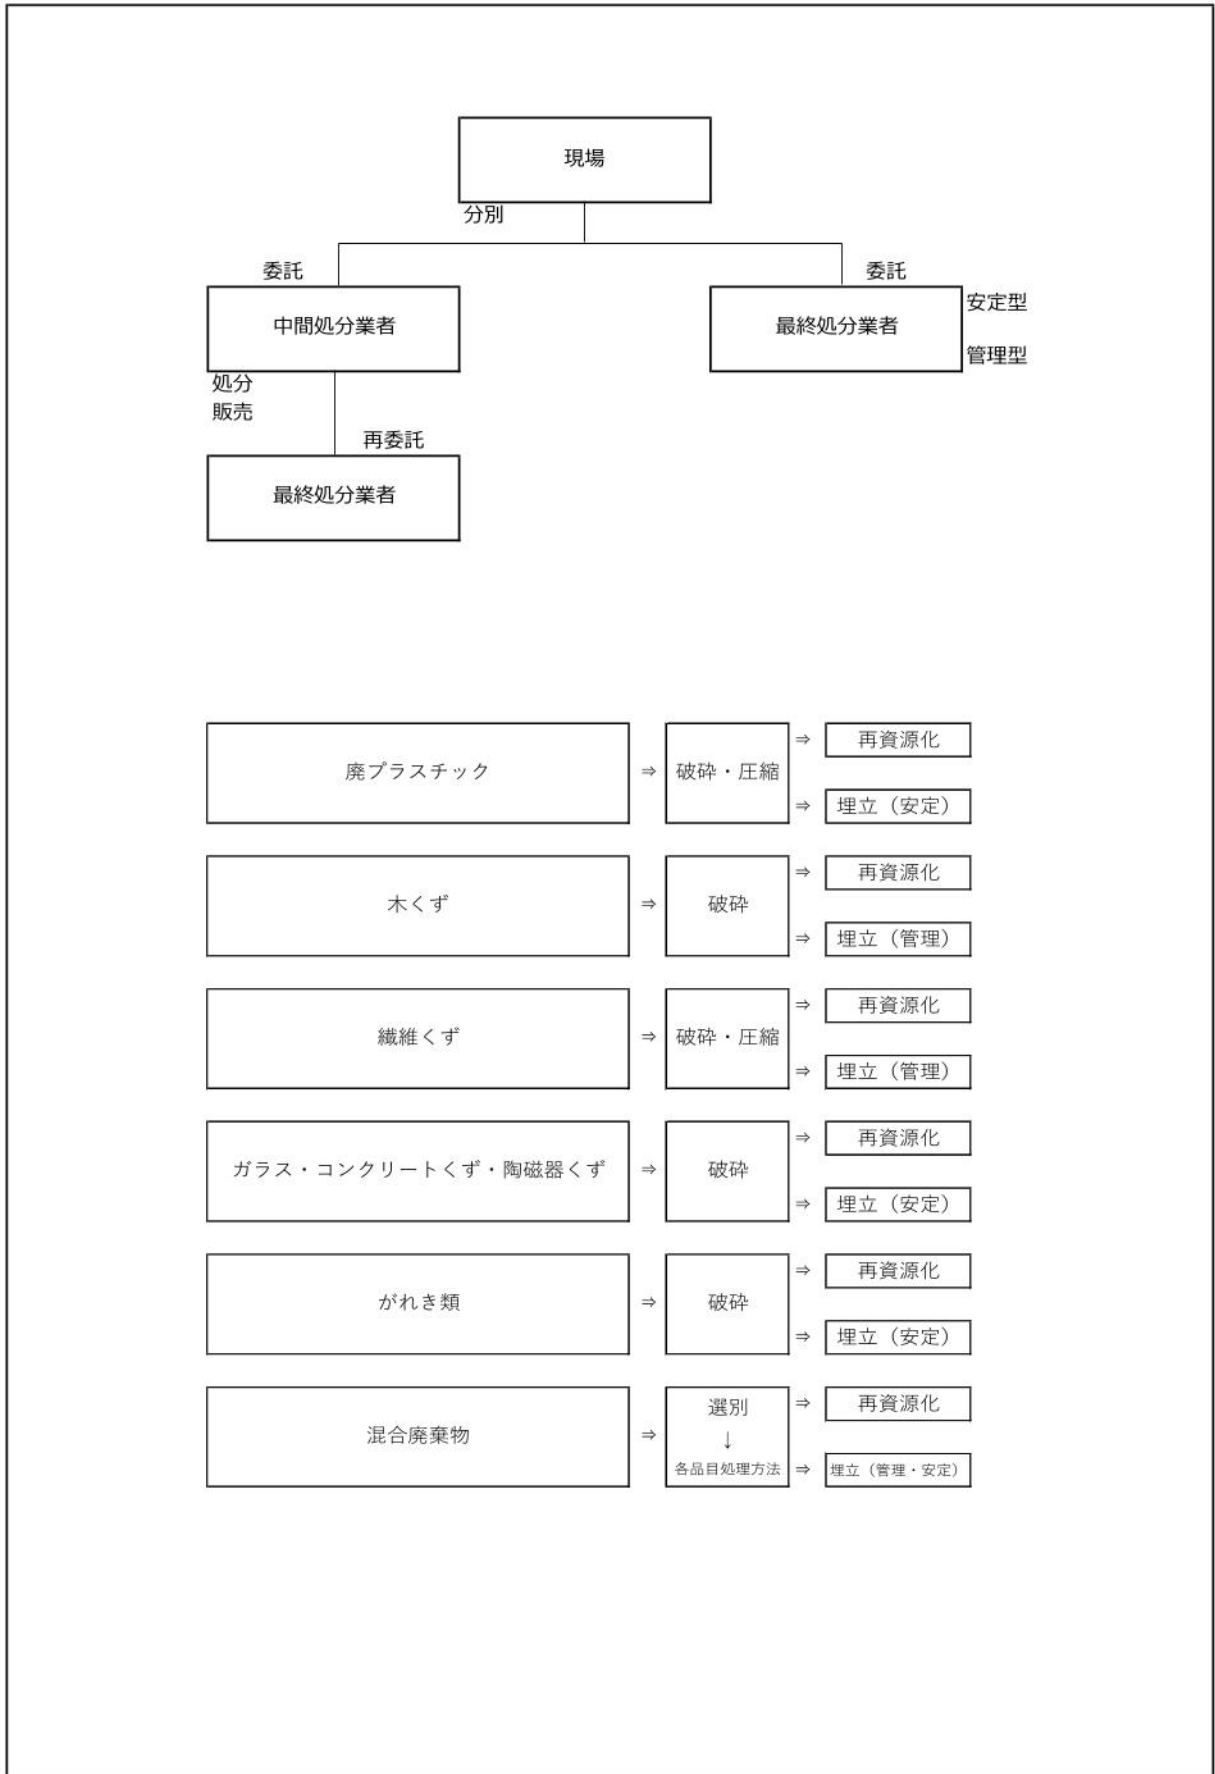 現場
分別
委託
委託
中間処分業者
最終処分業者
安定型
管理型
処分
販売
再委託
最終処分業者
廃プラスチック
⇒
破砕・圧縮
⇒
再資源化
⇒
埋立（安定）
木くず
⇒
破砕
⇒
再資源化
⇒
埋立（管理）
繊維くず
⇒
破砕・圧縮
⇒
再資源化
⇒
埋立（管理）
ガラス・コンクリートくず・陶磁器くず
⇒
破砕
⇒
再資源化
⇒
埋立（安定）
がれき類
⇒
破砕
⇒
再資源化
⇒
埋立（安定）
混合廃棄物
⇒
選別
↓
各品目処理方法
⇒
再資源化
⇒
埋立（管理・安定）